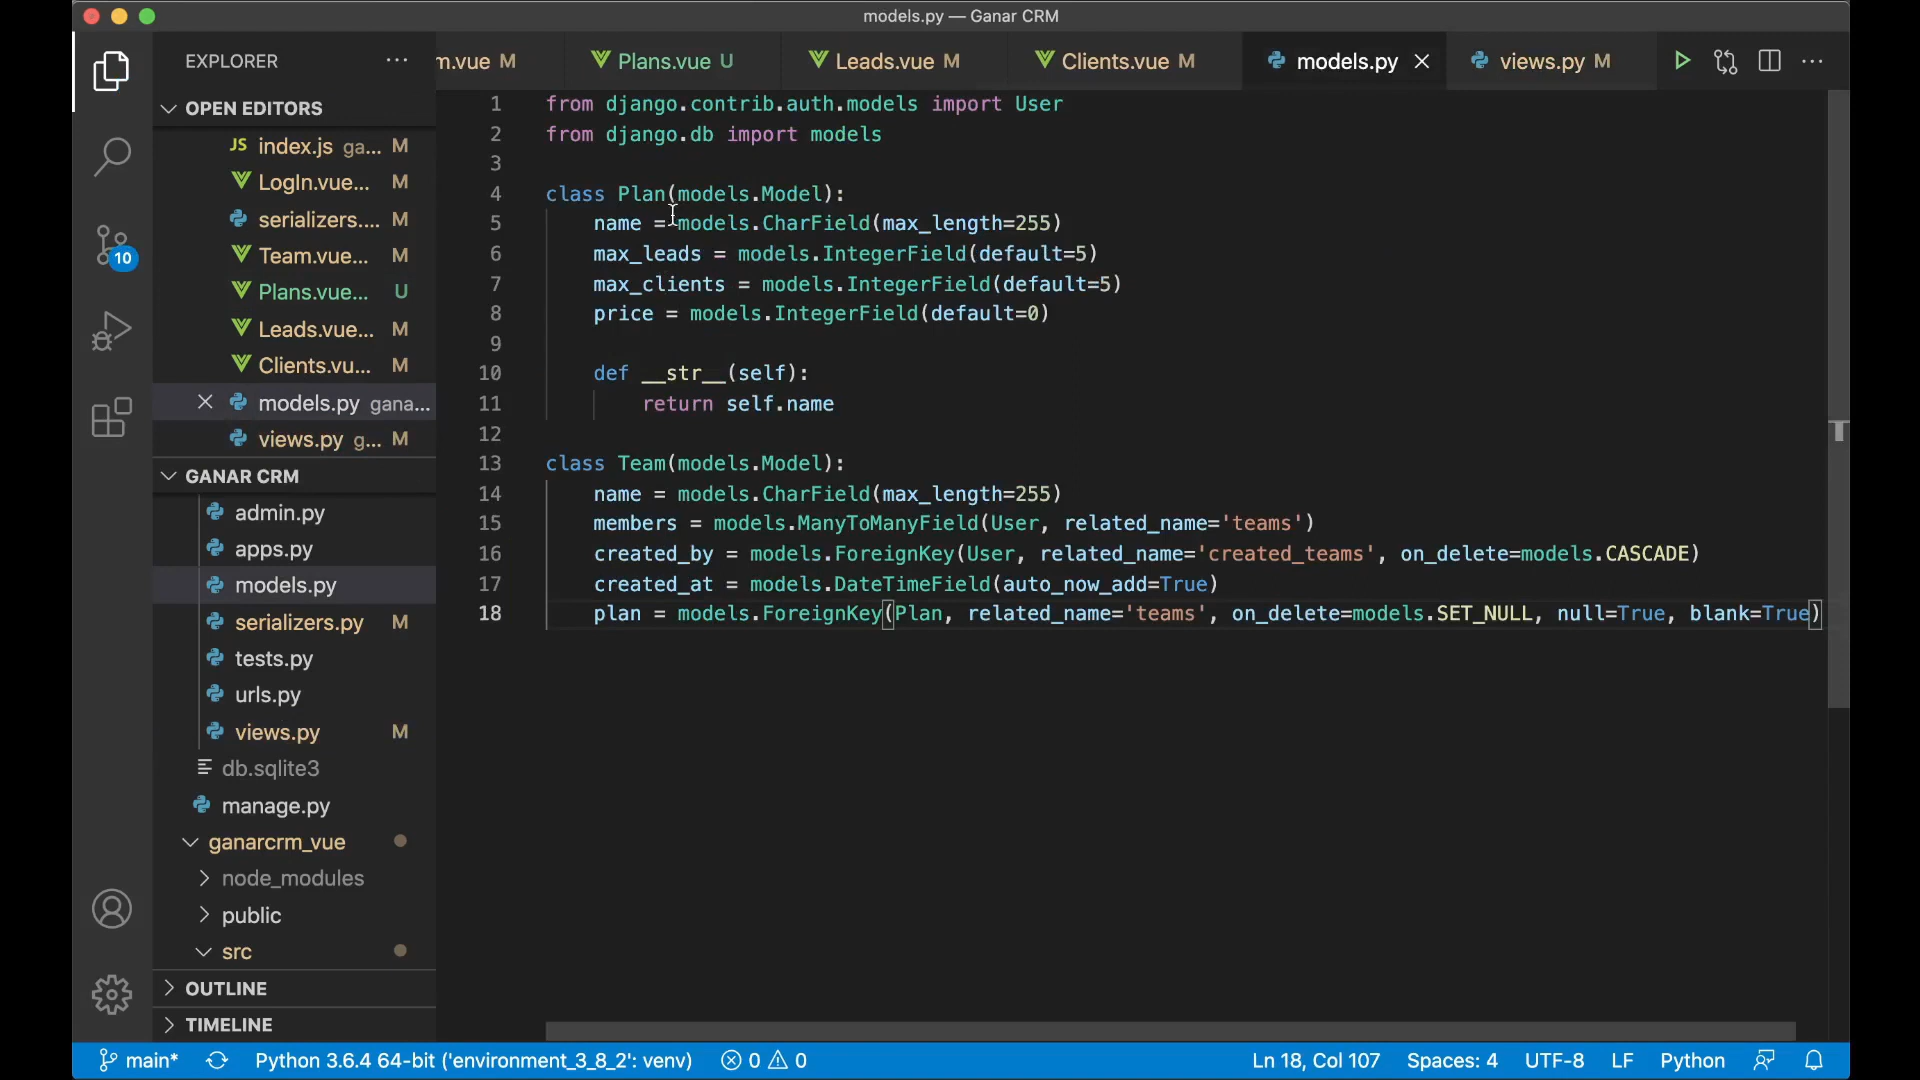 models.py — Ganar CRM
EXPLORER
m.vue M
Plans.vue U
Leads.vue M
Clients.vue M
models.py
views.py M
OPEN EDITORS
JS index.js ga... M
LogIn.vue... M
serializers.... M
Team.vue... M
Plans.vue... U
Leads.vue... M
Clients.vu... M
models.py gana...
views.py g... M
GANAR CRM
admin.py
apps.py
models.py
serializers.py M
tests.py
urls.py
views.py M
db.sqlite3
manage.py
ganarcrm_vue
node_modules
public
src
OUTLINE
TIMELINE
10
1 from django.contrib.auth.models import User
2 from django.db import models
3
4 class Plan(models.Model):
5 name = models.CharField(max_length=255)
6 max_leads = models.IntegerField(default=5)
7 max_clients = models.IntegerField(default=5)
8 price = models.IntegerField(default=0)
9
10 def __str__(self):
11 return self.name
12
13 class Team(models.Model):
14 name = models.CharField(max_length=255)
15 members = models.ManyToManyField(User, related_name='teams')
16 created_by = models.ForeignKey(User, related_name='created_teams', on_delete=models.CASCADE)
17 created_at = models.DateTimeField(auto_now_add=True)
18 plan = models.ForeignKey(Plan, related_name='teams', on_delete=models.SET_NULL, null=True, blank=True)
main* Python 3.6.4 64-bit ('environment_3_8_2': venv) 0 0 Ln 18, Col 107 Spaces: 4 UTF-8 LF Python